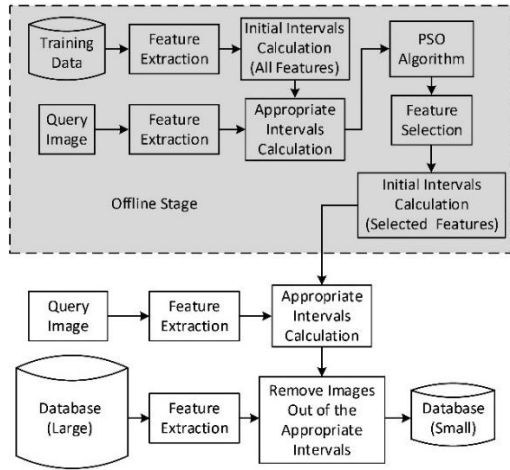 Training
Data
Feature
Extraction
Initial Intervals
Calculation
(All Features)
PSO
Algorithm
Query
Image
Feature
Extraction
Appropriate
Intervals
Calculation
Feature
Selection
Offline Stage
Initial Intervals
Calculation
(Selected Features)
Query
Image
Feature
Extraction
Appropriate
Intervals
Calculation
Database
(Large)
Feature
Extraction
Remove Images
Out of the
Appropriate
Intervals
Database
(Small)